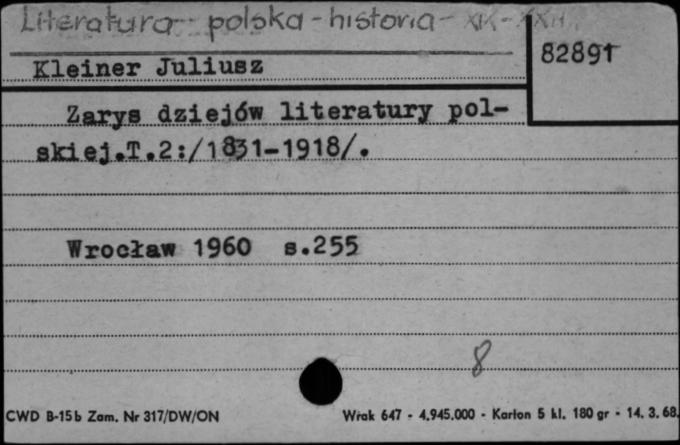 Literatura polska - historia - XIX - XX w.
82891
Kleiner Juliusz
Zarys dziejów literatury pol-
skiej.T.2:/1831-1918/.
Wrocław 1960 s.255
8
CWD B-15b Zam. Nr 317/DW/ON
Wrak 647 - 4.945.000 - Karton 5 kl. 180 gr - 14. 3. 68.